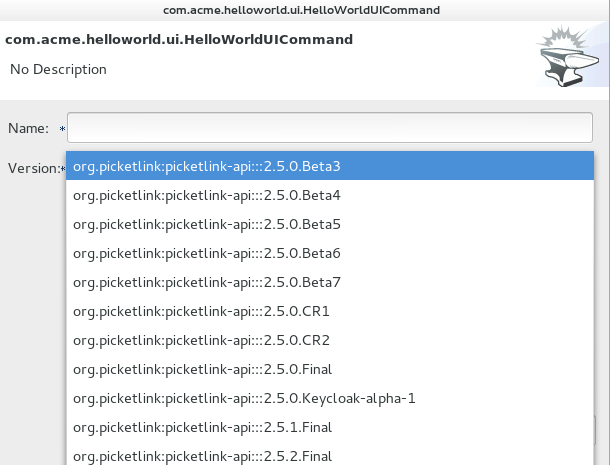 com.acme.helloworld.ui.HelloWorldUICommand
com.acme.helloworld.ui.HelloWorldUICommand
No Description
Name: *
Version:*
org.picketlink:picketlink-api:::2.5.0.Beta3
org.picketlink:picketlink-api:::2.5.0.Beta4
org.picketlink:picketlink-api:::2.5.0.Beta5
org.picketlink:picketlink-api:::2.5.0.Beta6
org.picketlink:picketlink-api:::2.5.0.Beta7
org.picketlink:picketlink-api:::2.5.0.CR1
org.picketlink:picketlink-api:::2.5.0.CR2
org.picketlink:picketlink-api:::2.5.0.Final
org.picketlink:picketlink-api:::2.5.0.Keycloak-alpha-1
org.picketlink:picketlink-api:::2.5.1.Final
org.picketlink:picketlink-api:::2.5.2.Final